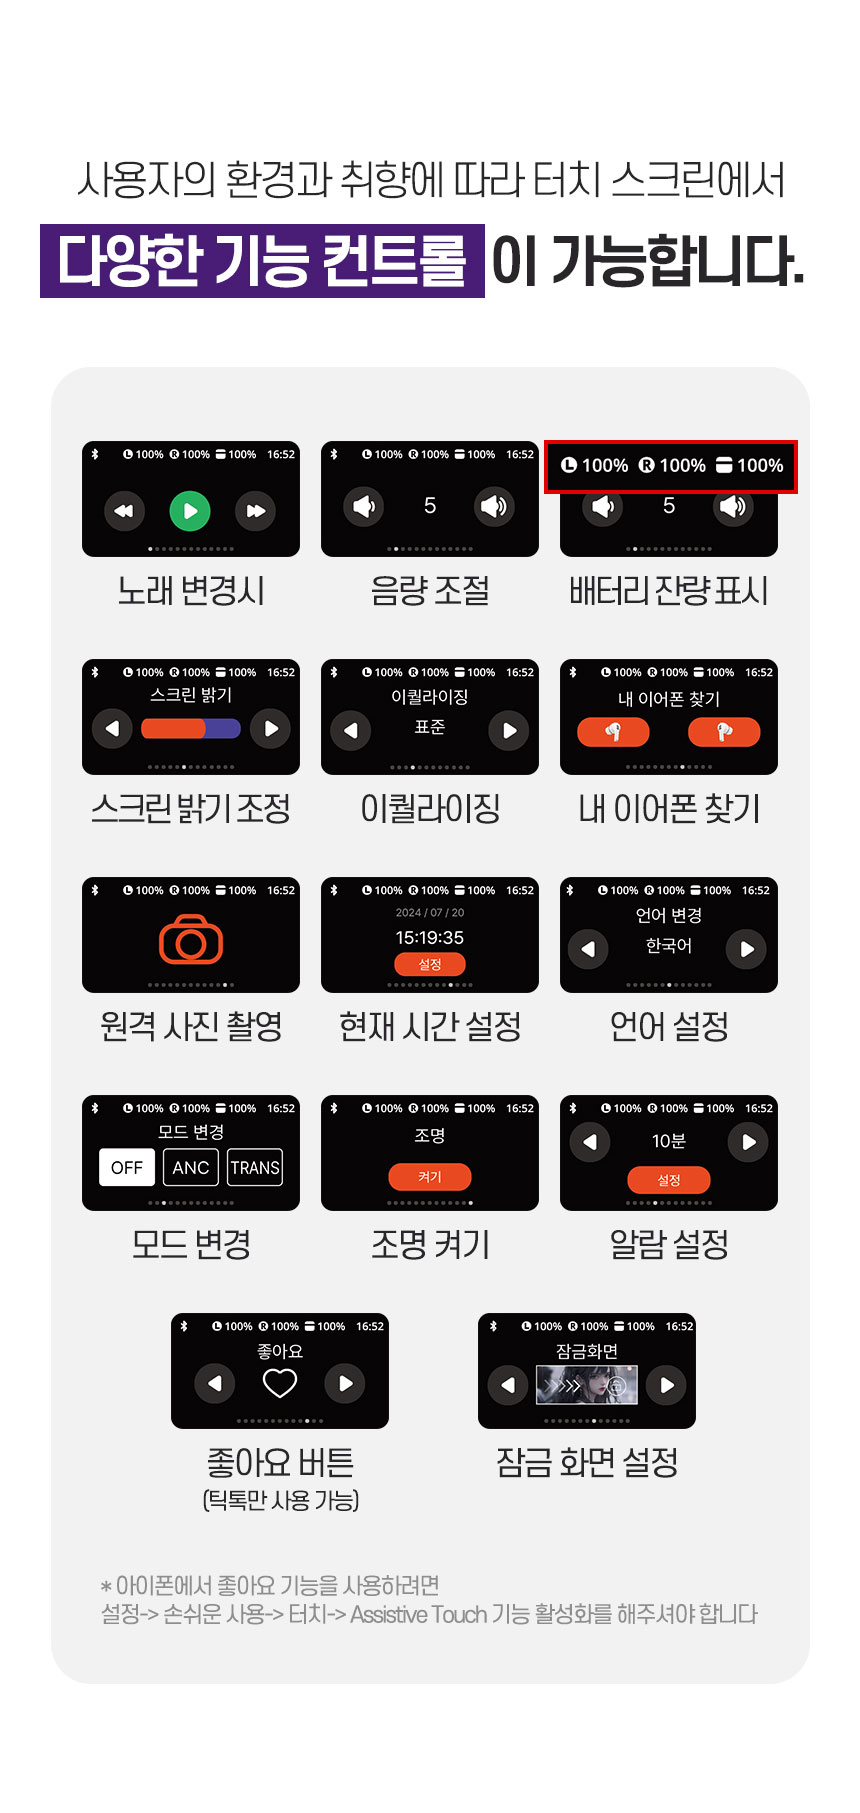 사용자의 환경과 취향에 따라 터치 스크린에서
다양한 기능 컨트롤이 가능합니다.
L 100% R 100% 100% 16:52
노래 변경시
L 100% R 100% 100% 16:52
5
음량 조절
L 100% R 100% 100%
5
배터리 잔량 표시
L 100% R 100% 100% 16:52
스크린 밝기
스크린 밝기 조정
L 100% R 100% 100% 16:52
이퀄라이징
표준
이퀄라이징
L 100% R 100% 100% 16:52
내 이어폰 찾기
내 이어폰 찾기
L 100% R 100% 100% 16:52
원격 사진 촬영
L 100% R 100% 100% 16:52
2024 / 07 / 20
15:19:35
설정
현재 시간 설정
L 100% R 100% 100% 16:52
언어 변경
한국어
언어 설정
L 100% R 100% 100% 16:52
모드 변경
OFF ANC TRANS
모드 변경
L 100% R 100% 100% 16:52
조명
켜기
조명 켜기
L 100% R 100% 100% 16:52
10분
설정
알람 설정
L 100% R 100% 100% 16:52
좋아요
좋아요 버튼
(틱톡만 사용 가능)
L 100% R 100% 100% 16:52
잠금화면
잠금 화면 설정
* 아이폰에서 좋아요 기능을 사용하려면
설정-> 손쉬운 사용-> 터치-> Assistive Touch 기능 활성화를 해주셔야 합니다